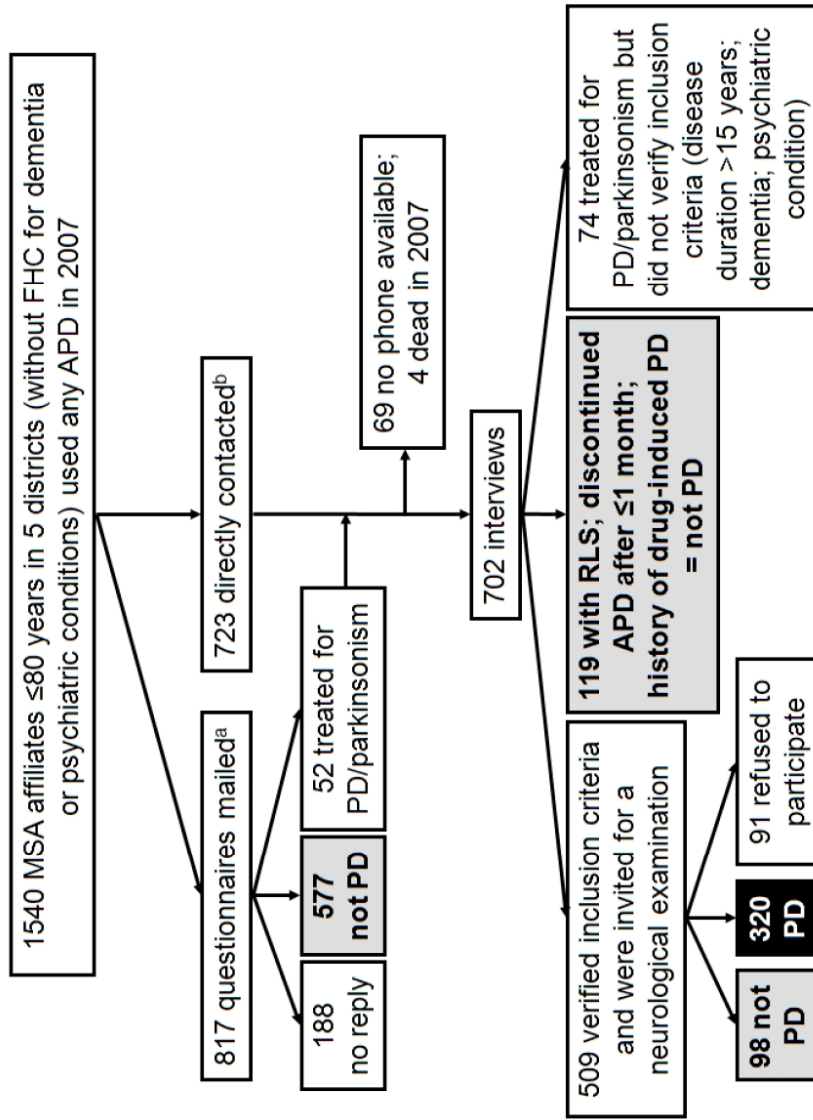 1540 MSA affiliates ≤80 years in 5 districts (without FHC for dementia
or psychiatric conditions) used any APD in 2007
817 questionnaires mailedᵃ
723 directly contactedᵇ
188
no reply
577
not PD
52 treated for
PD/parkinsonism
69 no phone available;
4 dead in 2007
702 interviews
509 verified inclusion criteria
and were invited for a
neurological examination
119 with RLS; discontinued
APD after ≤1 month;
history of drug-induced PD
= not PD
74 treated for
PD/parkinsonism but
did not verify inclusion
criteria (disease
duration >15 years;
dementia; psychiatric
condition)
98 not
PD
320
PD
91 refused to
participate